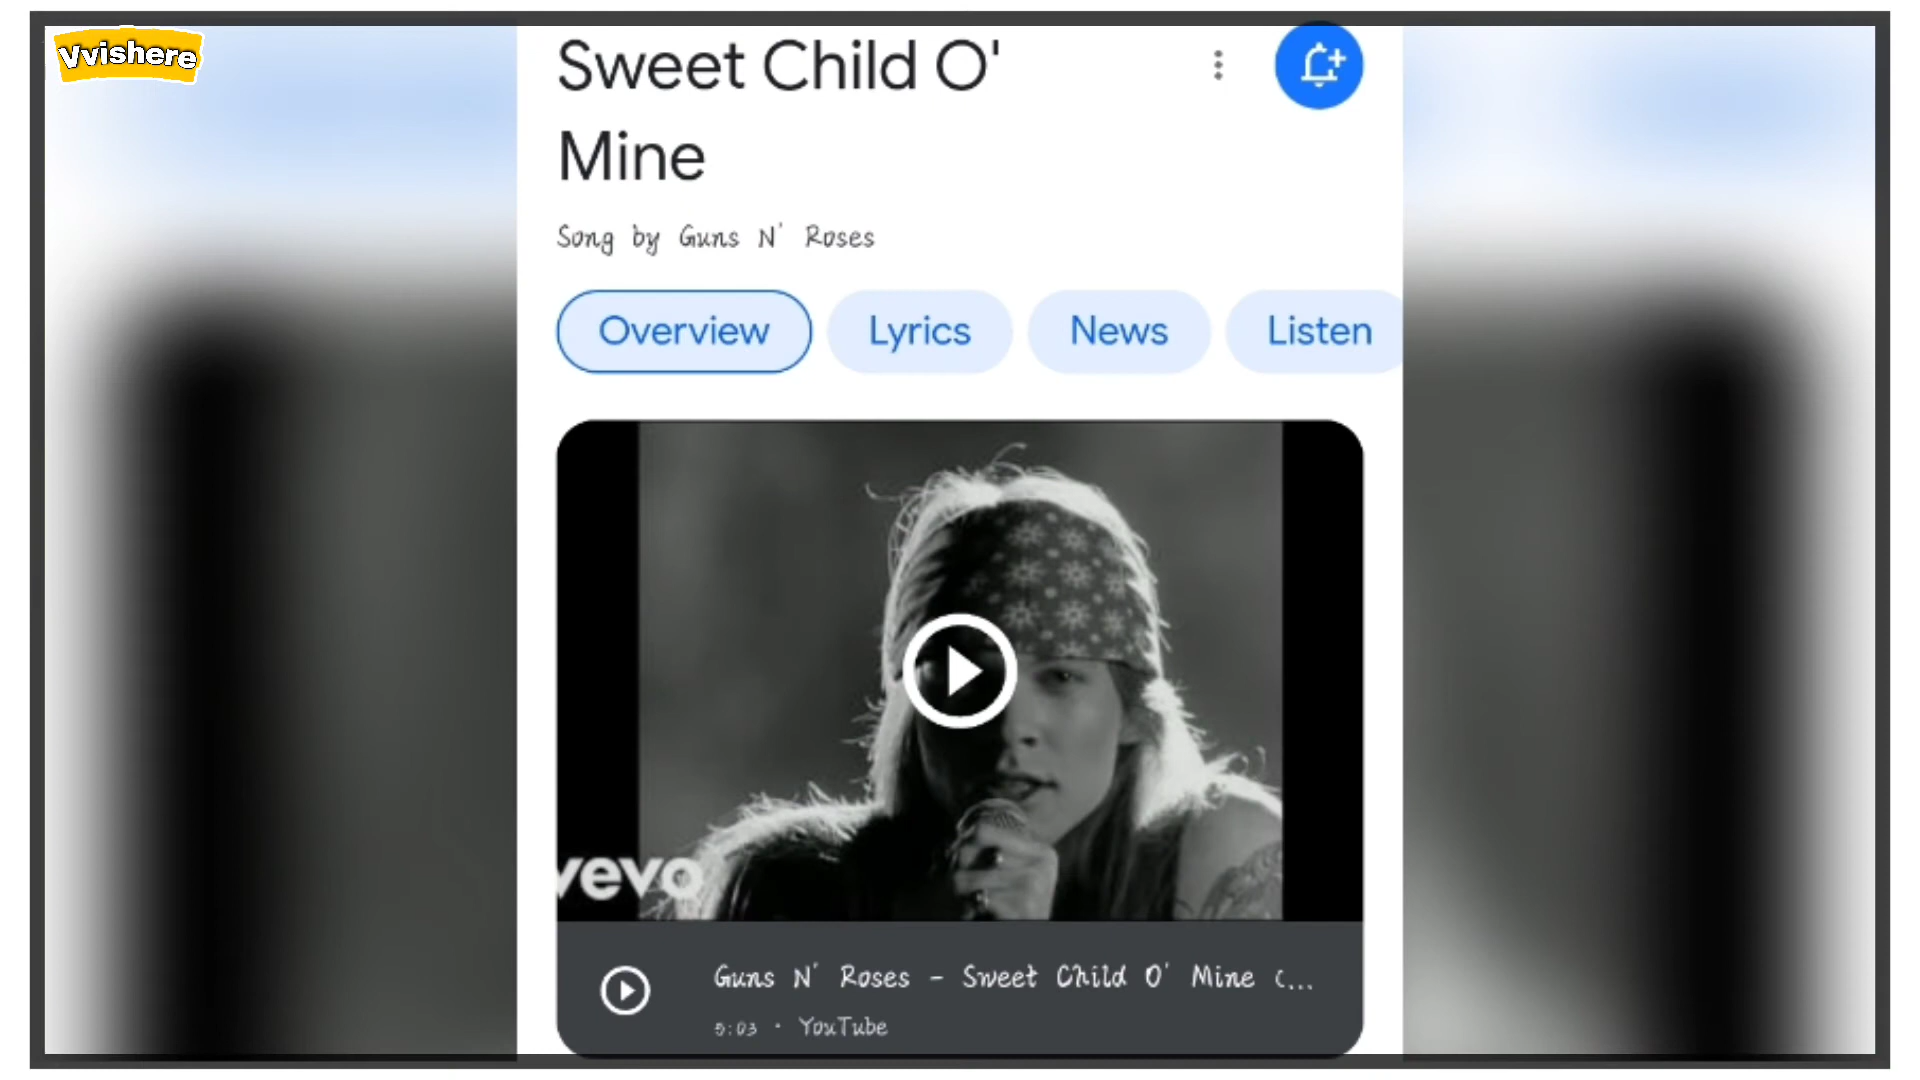 Vvishere
Sweet Child O'
Mine
Song by Guns N' Roses
Overview
Lyrics
News
Listen
vevo
Guns N' Roses - Sweet Child O' Mine (...
5:03 · YouTube